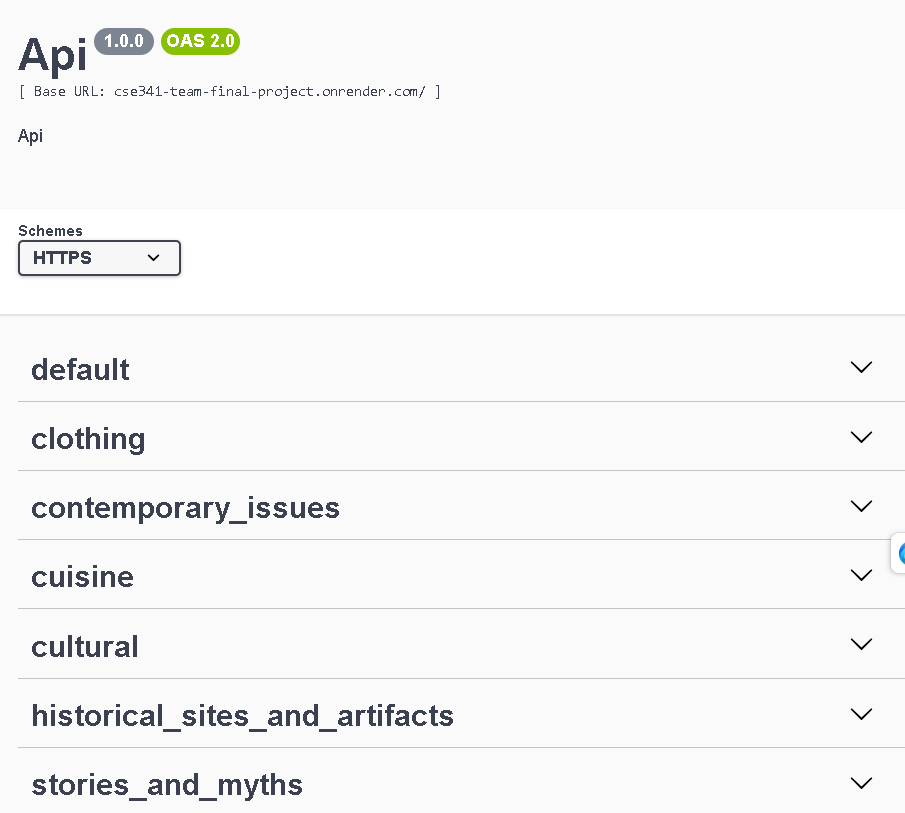 Api 1.0.0 OAS 2.0
[ Base URL: cse341-team-final-project.onrender.com/ ]
Api
Schemes
HTTPS
default
clothing
contemporary_issues
cuisine
cultural
historical_sites_and_artifacts
stories_and_myths